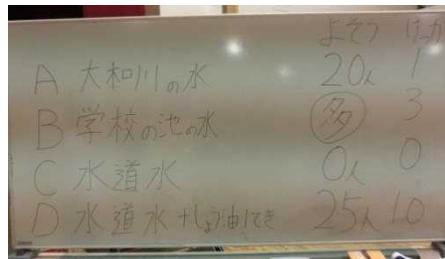 よそう けっか
A 大和川の水 20人 1
B 学校の池の水 多 3
C 水道水 0人 0
D 水道水+しょう油1てき 25人 10